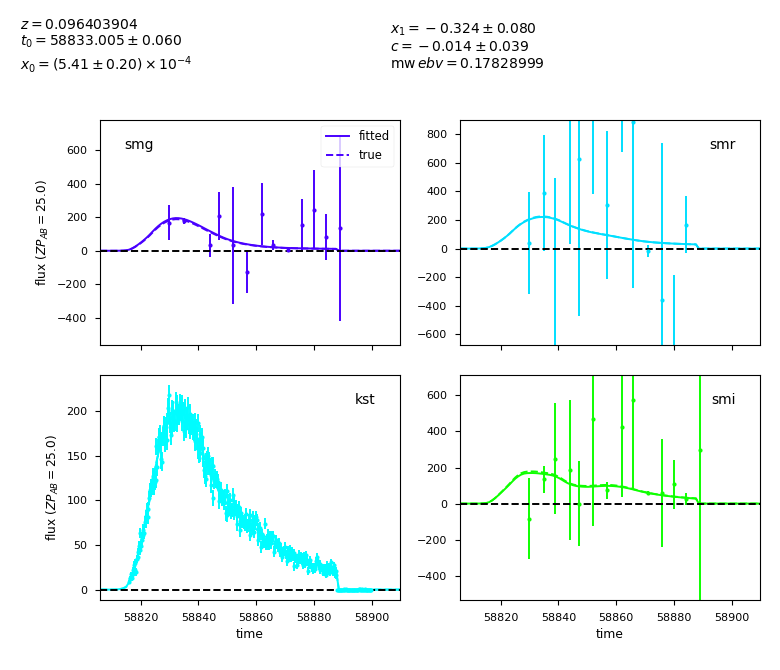 z = 0.096403904
t₀ = 58833.005 ± 0.060
x₀ = (5.41 ± 0.20) × 10⁻⁴
x₁ = −0.324 ± 0.080
c = −0.014 ± 0.039
mw ebv = 0.17828999
smg
fitted
true
600
400
200
0
−200
−400
flux (ZP_AB = 25.0)
smr
800
600
400
200
0
−200
−400
−600
kst
200
150
100
50
0
flux (ZP_AB = 25.0)
58820 58840 58860 58880 58900
time
smi
600
400
200
0
−200
−400
58820 58840 58860 58880 58900
time